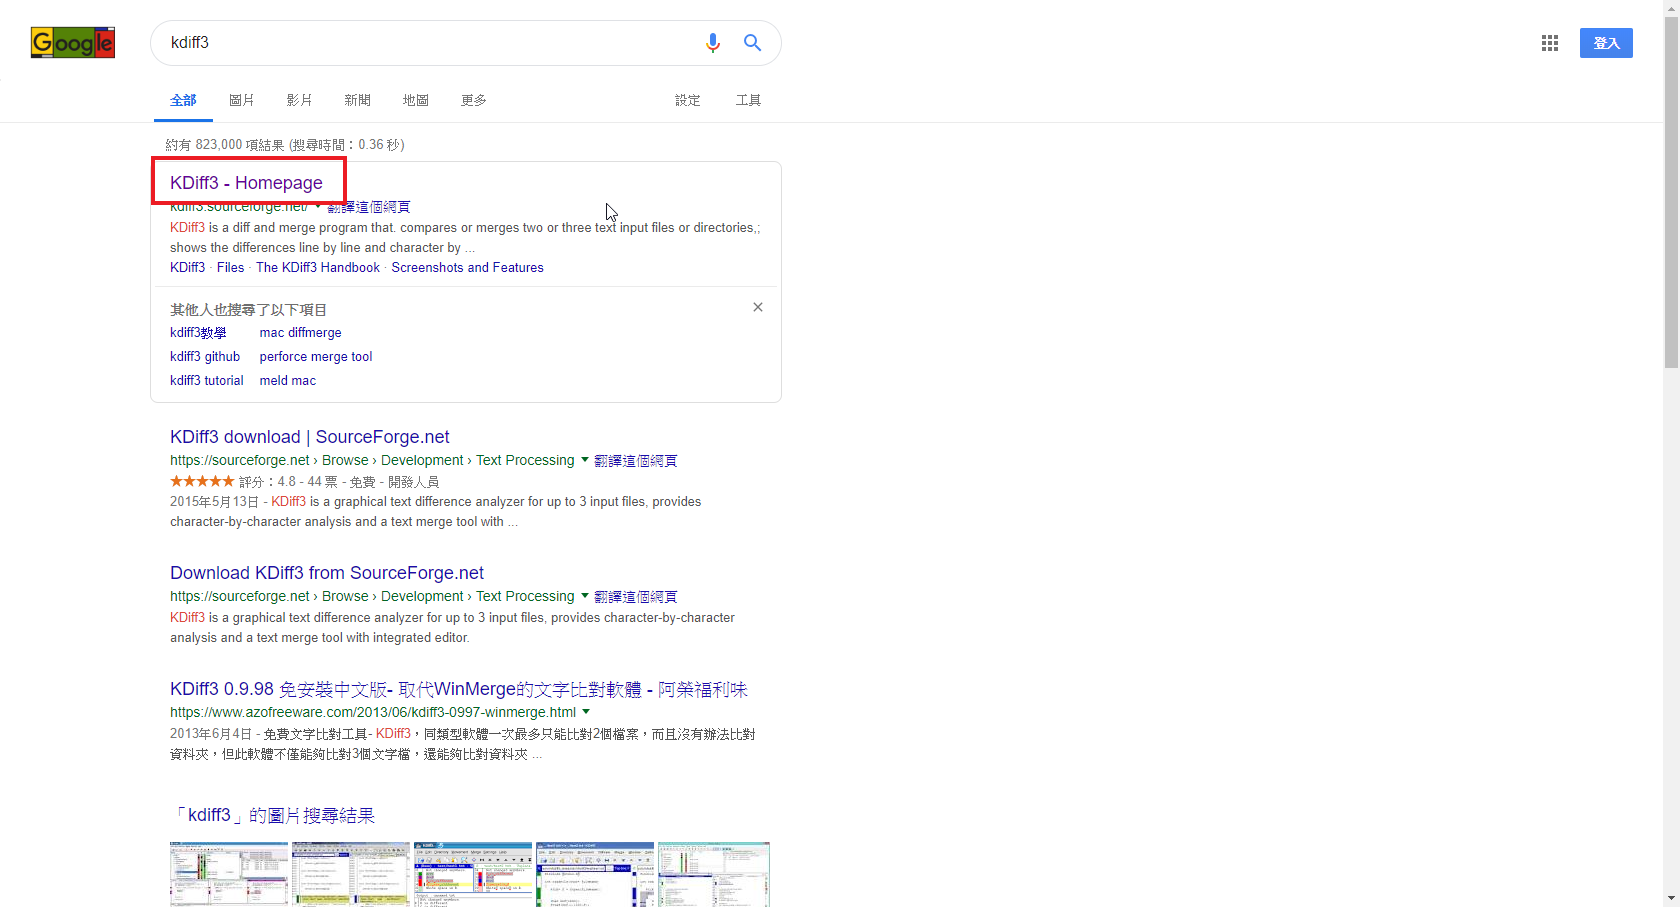 Google
kdiff3
登入
全部 圖片 影片 新聞 地圖 更多 設定 工具
約有 823,000 項結果 (搜尋時間：0.36 秒)
KDiff3 - Homepage
kdiff3.sourceforge.net/ 翻譯這個網頁
KDiff3 is a diff and merge program that. compares or merges two or three text input files or directories,;
shows the differences line by line and character by ...
KDiff3 · Files · The KDiff3 Handbook · Screenshots and Features
其他人也搜尋了以下項目
kdiff3教學 mac diffmerge
kdiff3 github perforce merge tool
kdiff3 tutorial meld mac
KDiff3 download | SourceForge.net
https://sourceforge.net › Browse › Development › Text Processing 翻譯這個網頁
★★★★★ 評分：4.8 - 44 票 - 免費 - 開發人員
2015年5月13日 - KDiff3 is a graphical text difference analyzer for up to 3 input files, provides
character-by-character analysis and a text merge tool with ...
Download KDiff3 from SourceForge.net
https://sourceforge.net › Browse › Development › Text Processing 翻譯這個網頁
KDiff3 is a graphical text difference analyzer for up to 3 input files, provides character-by-character
analysis and a text merge tool with integrated editor.
KDiff3 0.9.98 免安裝中文版- 取代WinMerge的文字比對軟體 - 阿榮福利味
https://www.azofreeware.com/2013/06/kdiff3-0997-winmerge.html
2013年6月4日 - 免費文字比對工具- KDiff3，同類型軟體一次最多只能比對2個檔案，而且沒有辦法比對
資料夾，但此軟體不僅能夠比對3個文字檔，還能夠比對資料夾 ...
「kdiff3」的圖片搜尋結果